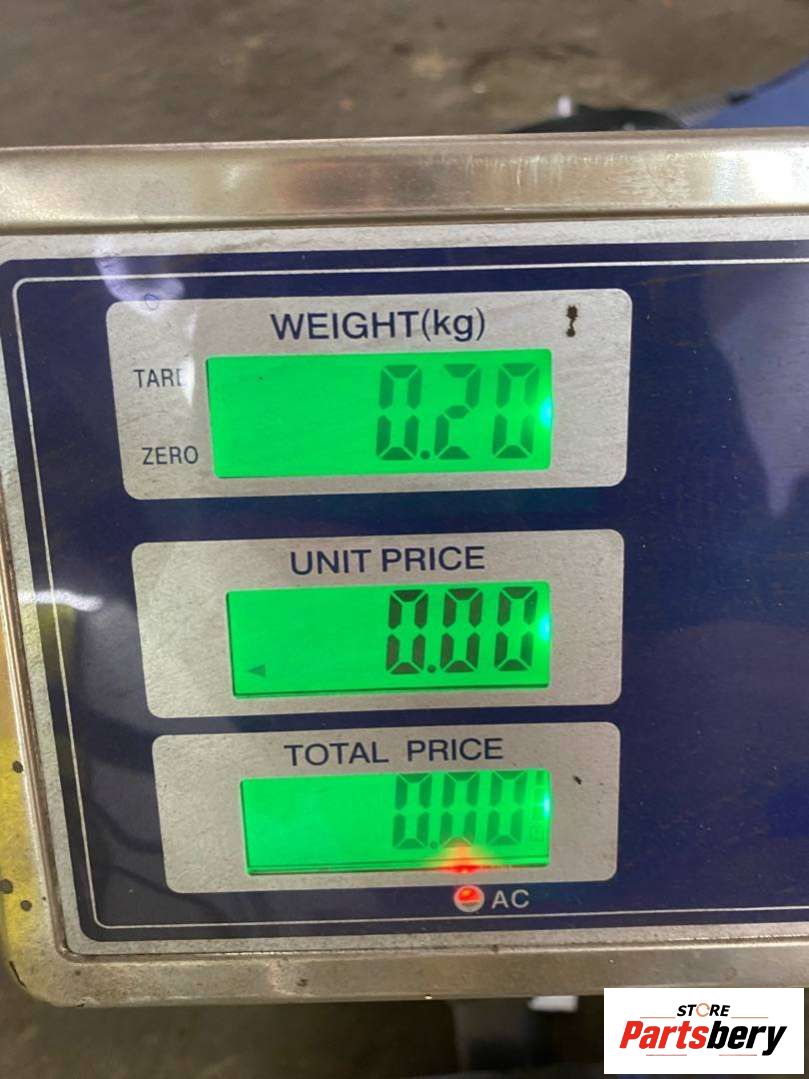 WEIGHT(kg)
TARE
0.20
ZERO
UNIT PRICE
0.00
TOTAL PRICE
0.00
AC
STORE
Partsbery